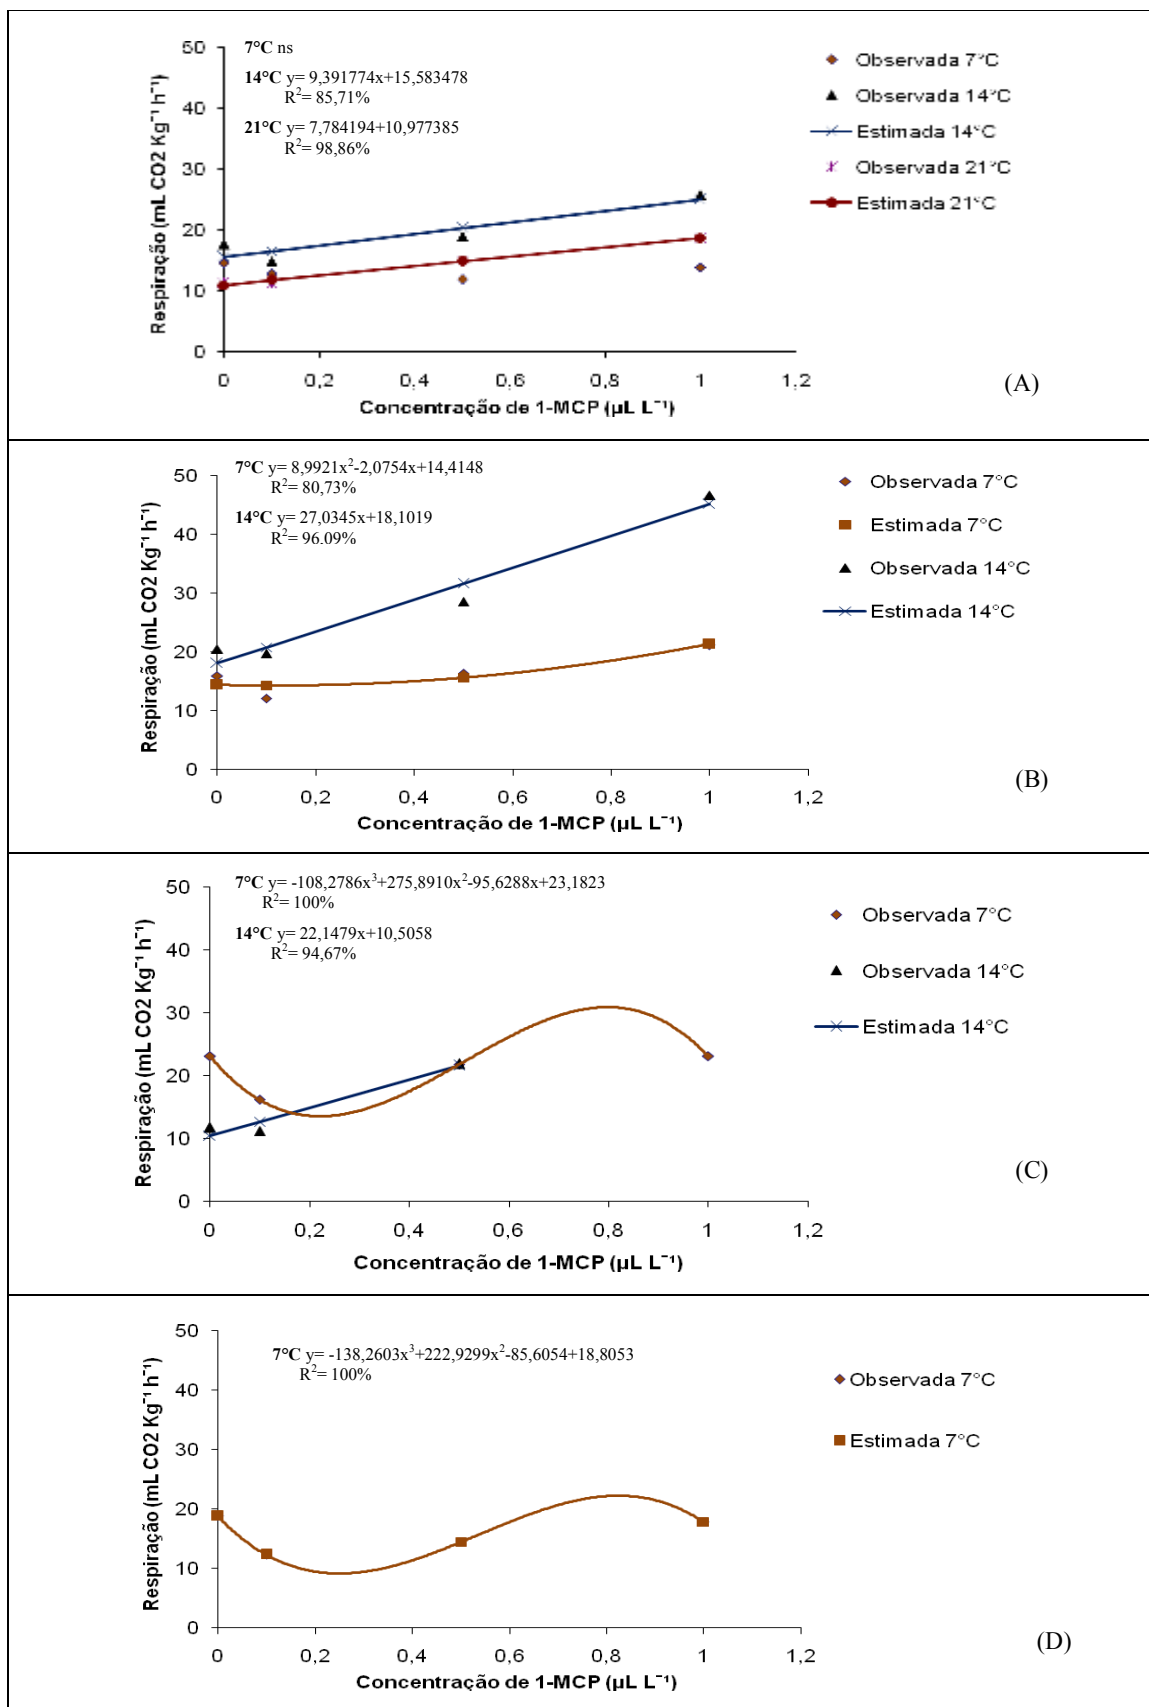 50
40
30
20
10
0
Respiração (mL CO2 Kg⁻¹ h⁻¹)
7°C ns
14°C y= 9,391774x+15,583478
R²= 85,71%
21°C y= 7,784194+10,977385
R²= 98,86%
Observada 7°C
Observada 14°C
Estimada 14°C
Observada 21°C
Estimada 21°C
0 0,2 0,4 0,6 0,8 1 1,2
Concentração de 1-MCP (µL L⁻¹)
(A)
50
40
30
20
10
0
Respiração (mL CO2 Kg⁻¹ h⁻¹)
7°C y= 8,9921x²-2,0754x+14,4148
R²= 80,73%
14°C y= 27,0345x+18,1019
R²= 96.09%
Observada 7°C
Estimada 7°C
Observada 14°C
Estimada 14°C
0 0,2 0,4 0,6 0,8 1 1,2
Concentração de 1-MCP (µL L⁻¹)
(B)
50
40
30
20
10
0
Respiração (mL CO2 Kg⁻¹ h⁻¹)
7°C y= -108,2786x³+275,8910x²-95,6288x+23,1823
R²= 100%
14°C y= 22,1479x+10,5058
R²= 94,67%
Observada 7°C
Observada 14°C
Estimada 14°C
0 0,2 0,4 0,6 0,8 1 1,2
Concentração de 1-MCP (µL L⁻¹)
(C)
50
40
30
20
10
0
Respiração (mL CO2 Kg⁻¹ h⁻¹)
7°C y= -138,2603x³+222,9299x²-85,6054+18,8053
R²= 100%
Observada 7°C
Estimada 7°C
0 0,2 0,4 0,6 0,8 1 1,2
Concentração de 1-MCP (µL L⁻¹)
(D)